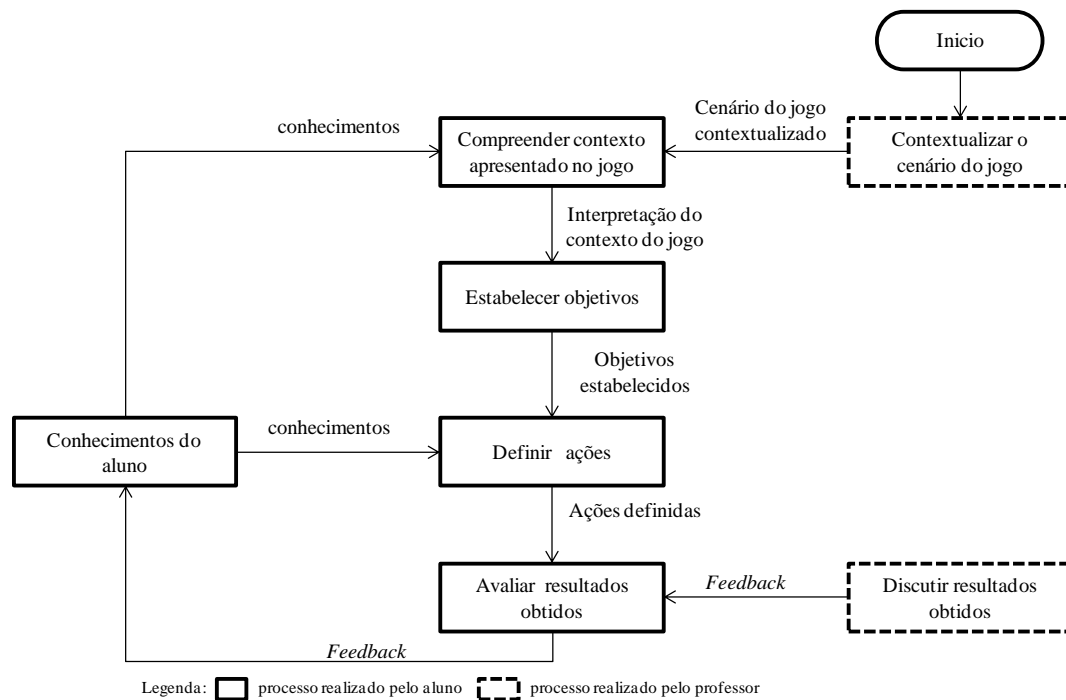 Inicio
Cenário do jogo
contextualizado
conhecimentos
Compreender contexto
apresentado no jogo
Contextualizar o
cenário do jogo
Interpretação do
contexto do jogo
Estabelecer objetivos
Objetivos
estabelecidos
Conhecimentos do
aluno
conhecimentos
Definir ações
Ações definidas
Avaliar resultados
obtidos
Feedback
Discutir resultados
obtidos
Feedback
Legenda: processo realizado pelo aluno processo realizado pelo professor